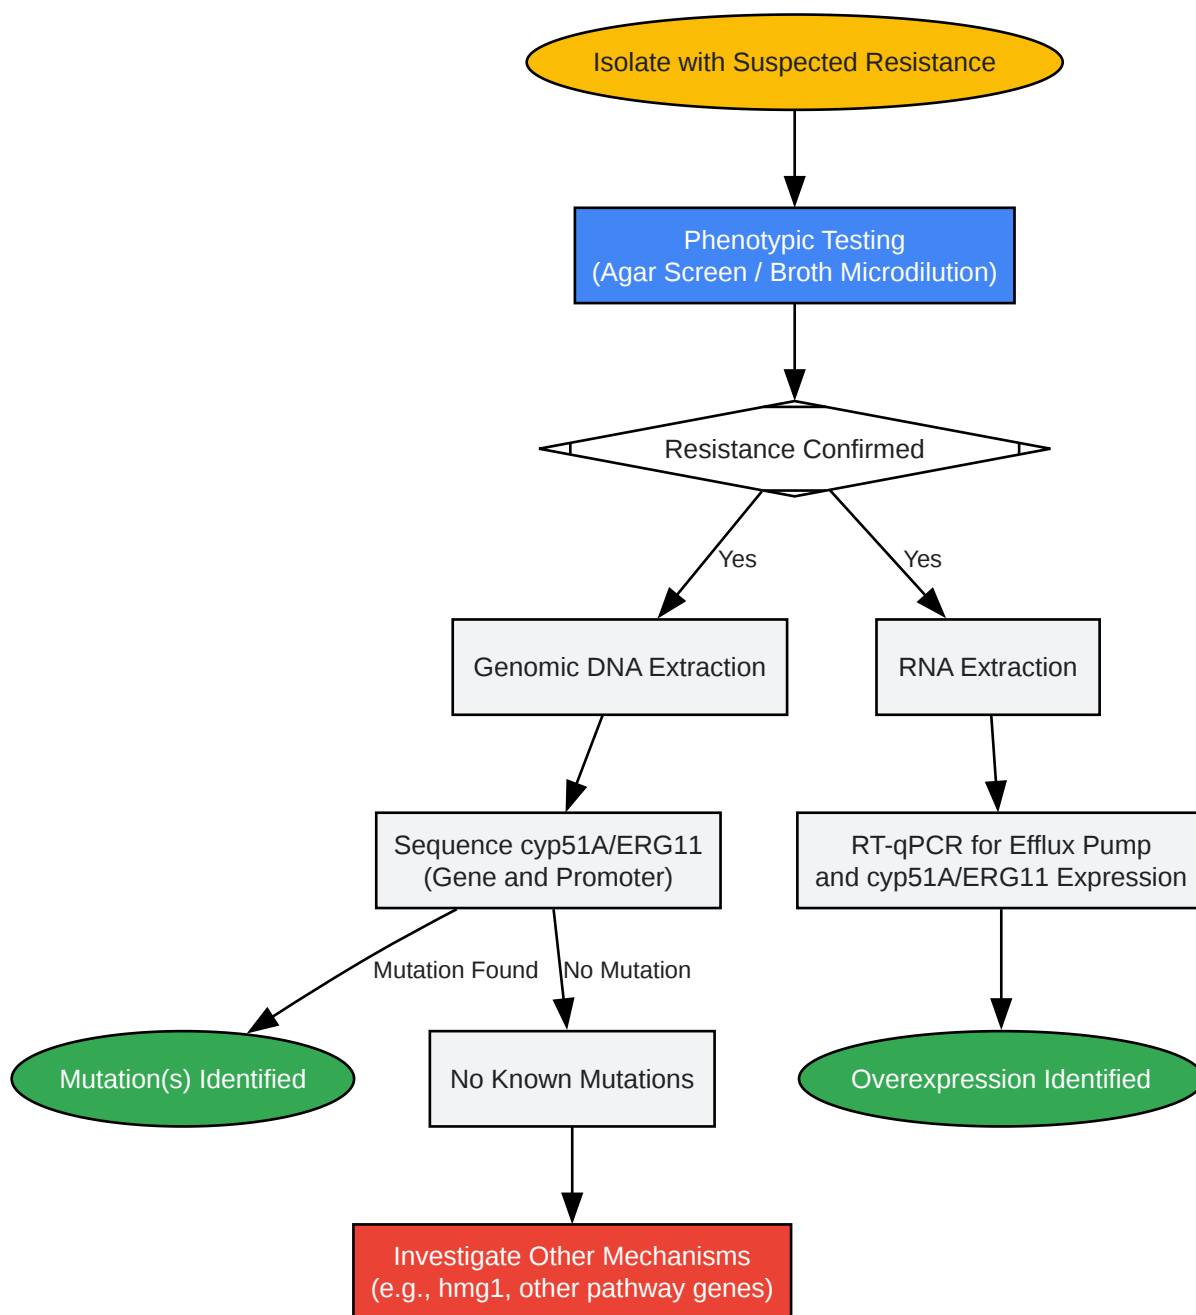 Isolate with Suspected Resistance
Phenotypic Testing
(Agar Screen / Broth Microdilution)
Resistance Confirmed
Yes
Yes
Genomic DNA Extraction
RNA Extraction
Sequence cyp51A/ERG11
(Gene and Promoter)
RT-qPCR for Efflux Pump
and cyp51A/ERG11 Expression
Mutation Found
No Mutation
Mutation(s) Identified
No Known Mutations
Overexpression Identified
Investigate Other Mechanisms
(e.g., hmg1, other pathway genes)